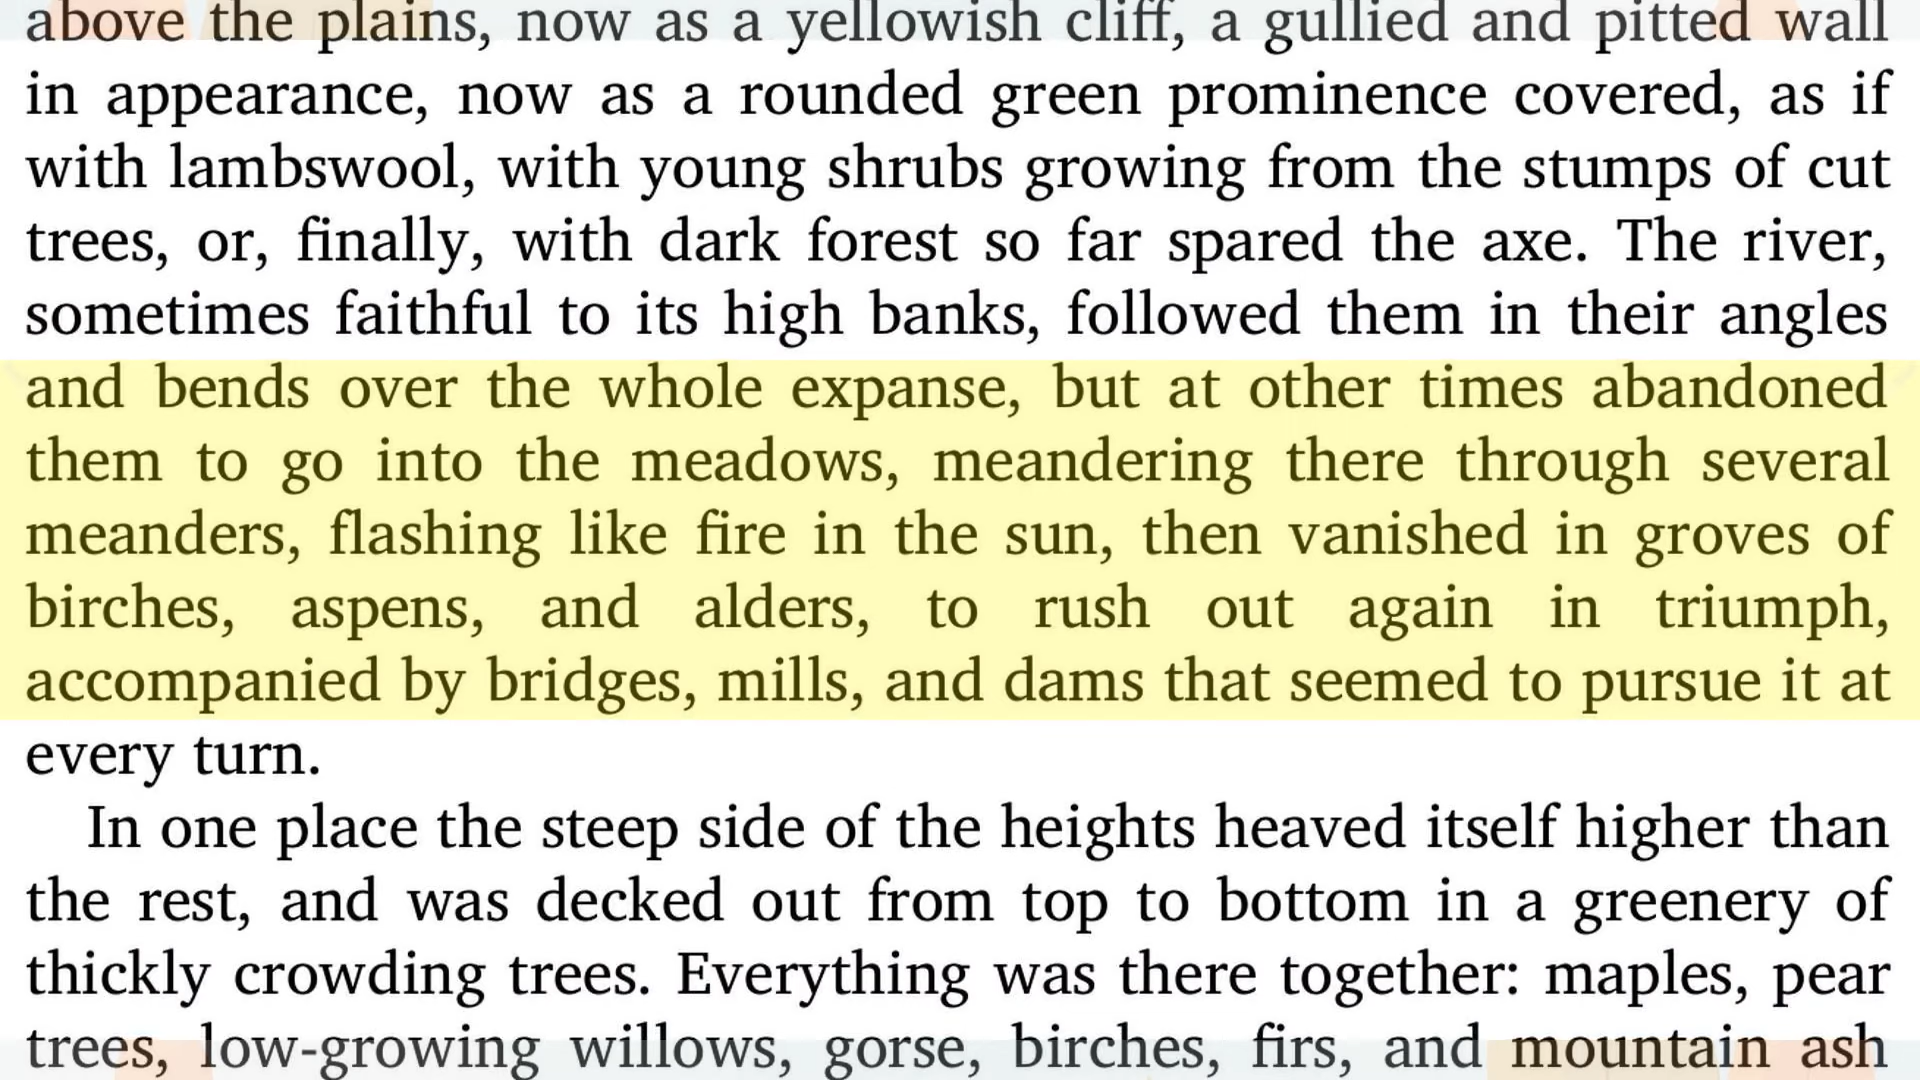 above the plains, now as a yellowish cliff, a gullied and pitted wall
in appearance, now as a rounded green prominence covered, as if
with lambswool, with young shrubs growing from the stumps of cut
trees, or, finally, with dark forest so far spared the axe. The river,
sometimes faithful to its high banks, followed them in their angles
and bends over the whole expanse, but at other times abandoned
them to go into the meadows, meandering there through several
meanders, flashing like fire in the sun, then vanished in groves of
birches, aspens, and alders, to rush out again in triumph,
accompanied by bridges, mills, and dams that seemed to pursue it at
every turn.
In one place the steep side of the heights heaved itself higher than
the rest, and was decked out from top to bottom in a greenery of
thickly crowding trees. Everything was there together: maples, pear
trees, low-growing willows, gorse, birches, firs, and mountain ash